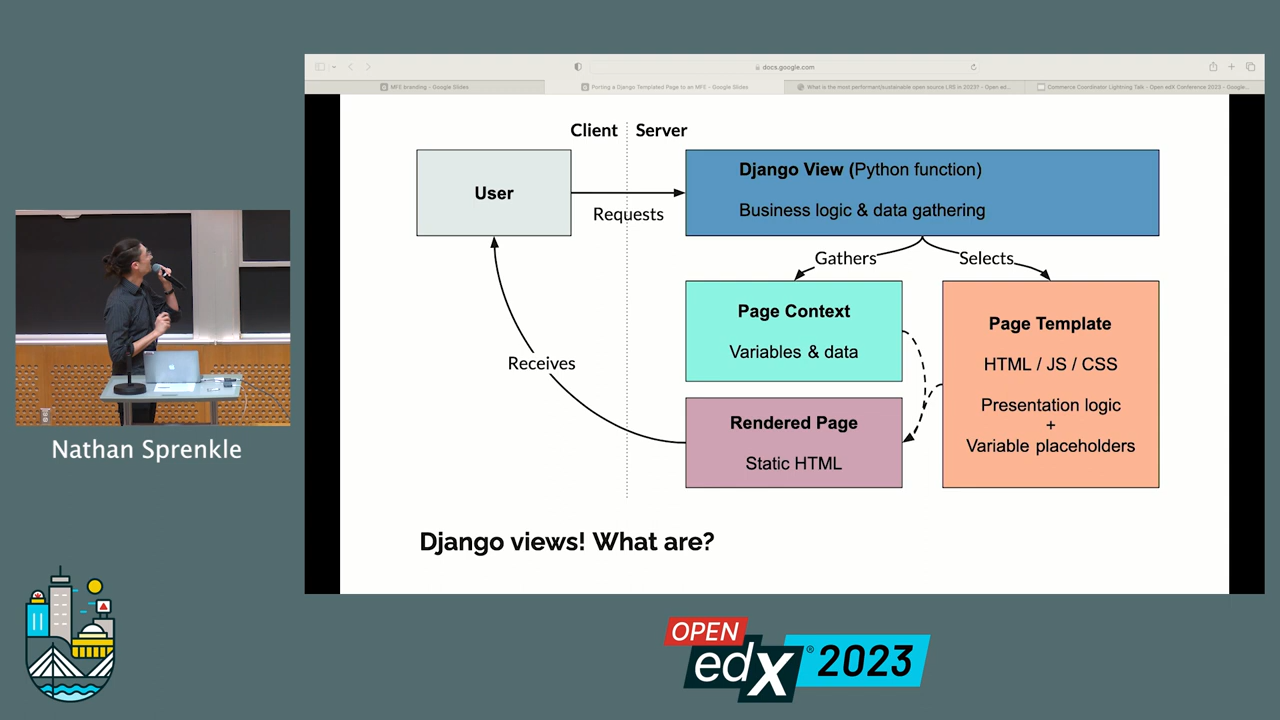 docs.google.com
MFE branding - Google Slides
Porting a Django Templated Page to an MFE - Google Slides
What is the most performant/sustainable open source LRS in 2023? - Open ed...
Commerce Coordinator Lightning Talk - Open edX Conference 2023 - Google...
Client
Server
User
Requests
Django View (Python function)
Business logic & data gathering
Gathers
Selects
Page Context
Variables & data
Page Template
HTML / JS / CSS
Presentation logic
+
Variable placeholders
Receives
Rendered Page
Static HTML
Django views! What are?
Nathan Sprenkle
OPEN
edX® 2023